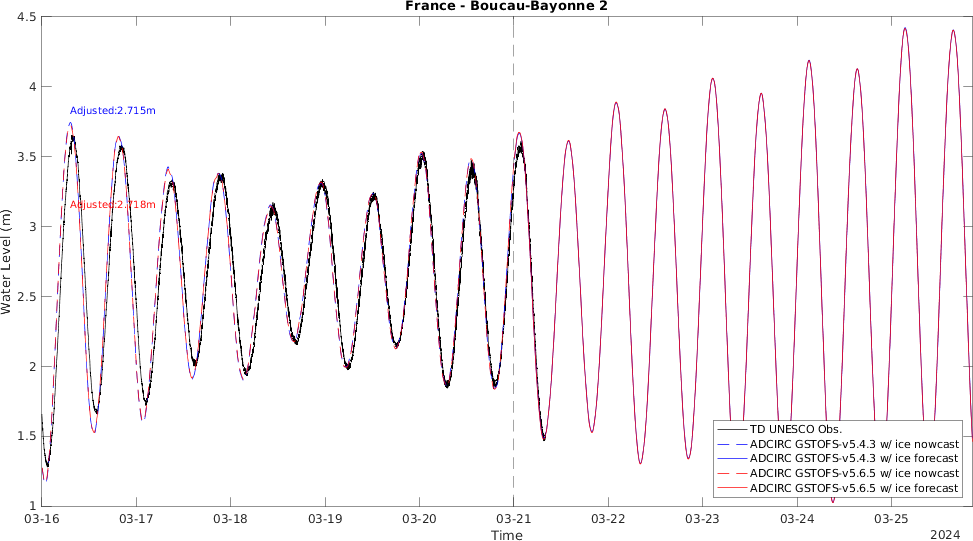 France - Boucau-Bayonne 2
4.5
4
3.5
3
2.5
2
1.5
1
Water Level (m)
Adjusted:2.715m
Adjusted:2.718m
TD UNESCO Obs.
ADCIRC GSTOFS-v5.4.3 w/ ice nowcast
ADCIRC GSTOFS-v5.4.3 w/ ice forecast
ADCIRC GSTOFS-v5.6.5 w/ ice nowcast
ADCIRC GSTOFS-v5.6.5 w/ ice forecast
03-16 03-17 03-18 03-19 03-20 03-21 03-22 03-23 03-24 03-25
Time
2024